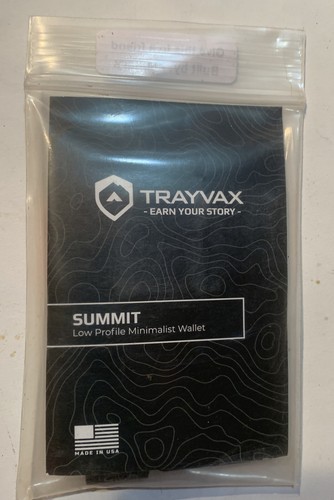 TRAYVAX
- EARN YOUR STORY -
SUMMIT
Low Profile Minimalist Wallet
MADE IN USA